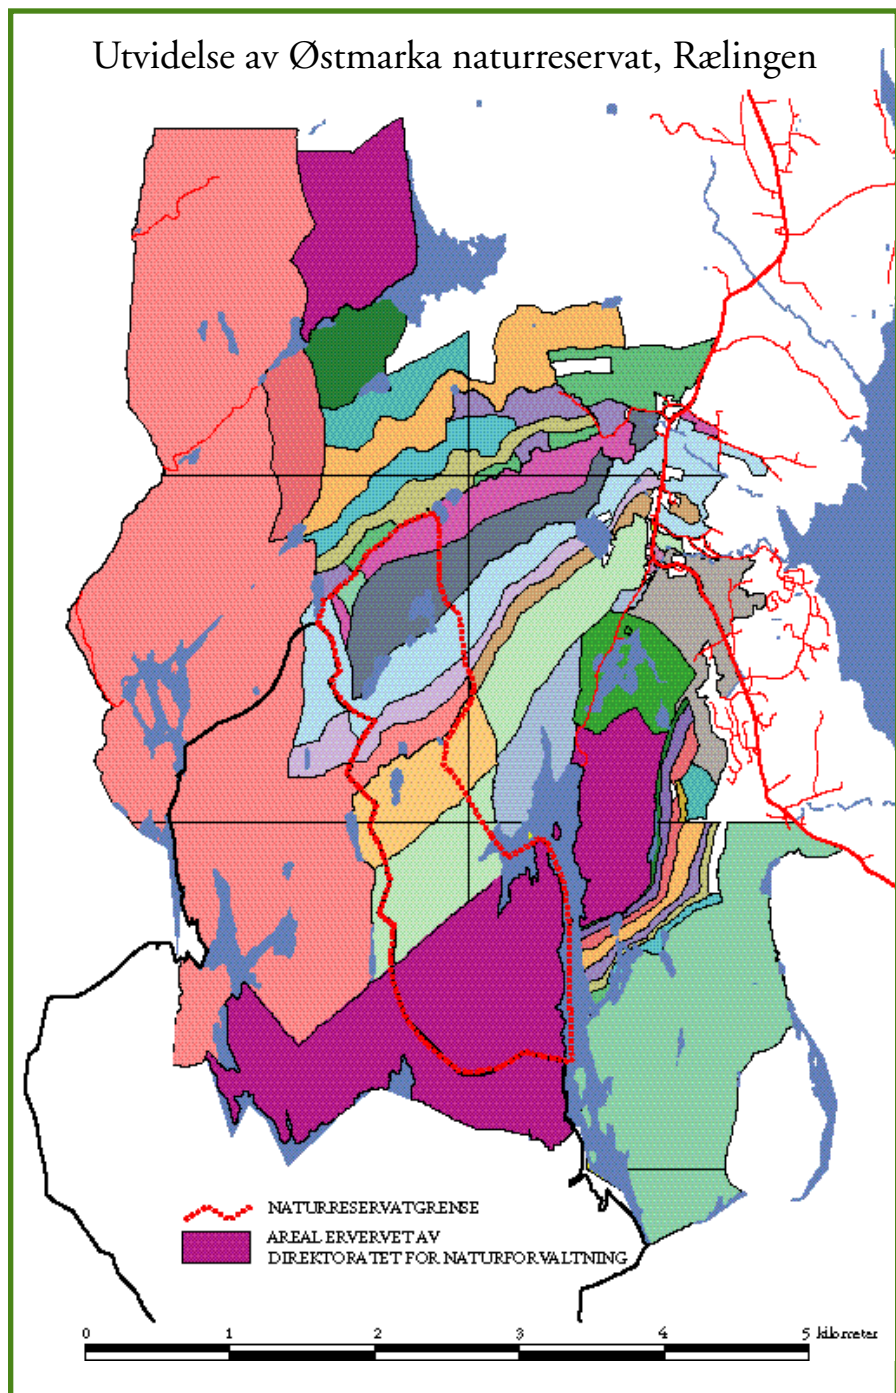 Utvidelse av Østmarka naturreservat, Rælingen
NATURRESERVATGRENSE
AREAL ERVERVET AV
DIREKTORATET FOR NATURFORVALTNING
0 1 2 3 4 5 kilometer